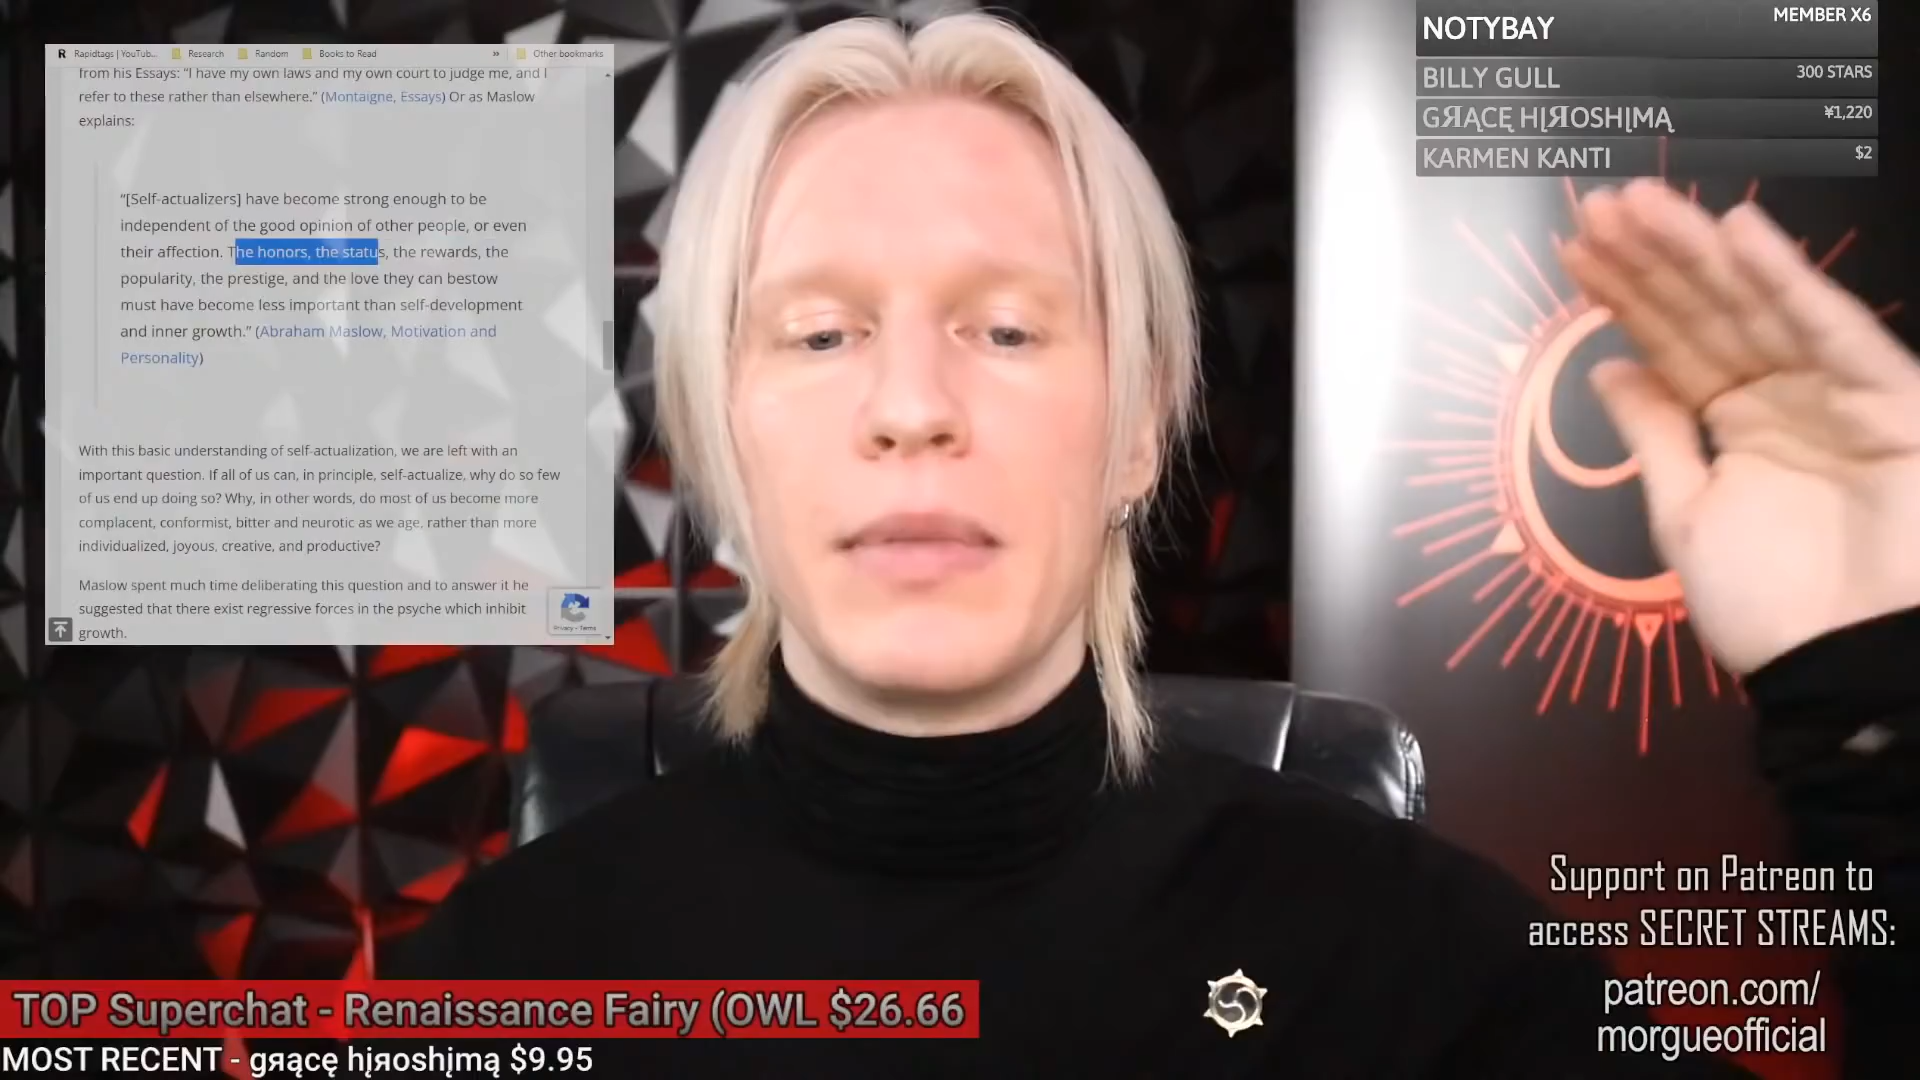 R Rapidtags | YouTub... Research Random Books to Read » Other bookmarks
from his Essays: “I have my own laws and my own court to judge me, and I
refer to these rather than elsewhere.” (Montaigne, Essays) Or as Maslow
explains:
“[Self-actualizers] have become strong enough to be
independent of the good opinion of other people, or even
their affection. The honors, the status, the rewards, the
popularity, the prestige, and the love they can bestow
must have become less important than self-development
and inner growth.” (Abraham Maslow, Motivation and
Personality)
With this basic understanding of self-actualization, we are left with an
important question. If all of us can, in principle, self-actualize, why do so few
of us end up doing so? Why, in other words, do most of us become more
complacent, conformist, bitter and neurotic as we age, rather than more
individualized, joyous, creative, and productive?
Maslow spent much time deliberating this question and to answer it he
suggested that there exist regressive forces in the psyche which inhibit
growth.
Privacy - Terms
NOTYBAY MEMBER X6
BILLY GULL 300 STARS
GЯĄCĘ HĮЯOSHĮMĄ ¥1,220
KARMEN KANTI $2
Support on Patreon to
access SECRET STREAMS:
patreon.com/
morgueofficial
TOP Superchat - Renaissance Fairy (OWL $26.66
MOST RECENT - gяącę hįяoshįmą $9.95